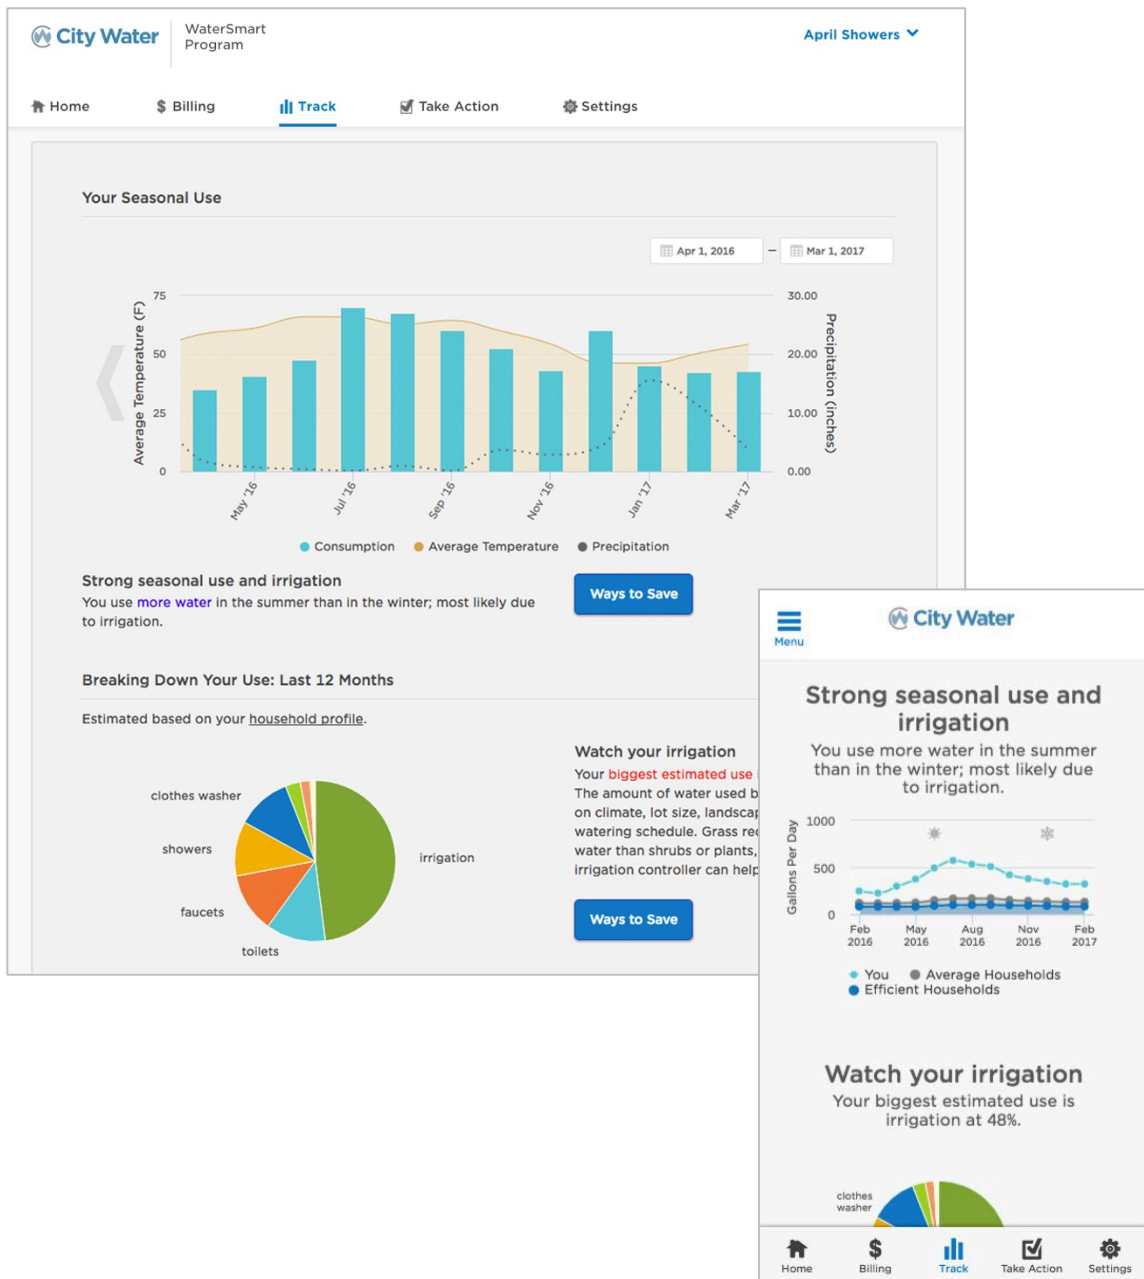 City Water
WaterSmart
Program
April Showers
Home
$ Billing
Track
Take Action
Settings
Your Seasonal Use
Apr 1, 2016 – Mar 1, 2017
Average Temperature (F)
75
50
25
0
30.00
20.00
10.00
0.00
Precipitation (inches)
May '16
Jul '16
Sep '16
Nov '16
Jan '17
Mar '17
Consumption
Average Temperature
Precipitation
Strong seasonal use and irrigation
You use more water in the summer than in the winter; most likely due
to irrigation.
Ways to Save
Breaking Down Your Use: Last 12 Months
Estimated based on your household profile.
clothes washer
showers
faucets
toilets
irrigation
Watch your irrigation
Your biggest estimated use
The amount of water used
on climate, lot size,
watering schedule. Grass
water than shrubs or plants,
irrigation controller can help
Ways to Save
Menu
City Water
Strong seasonal use and
irrigation
You use more water in the summer
than in the winter; most likely due
to irrigation.
Gallons Per Day
1000
500
0
Feb
2016
May
2016
Aug
2016
Nov
2016
Feb
2017
You
Average Households
Efficient Households
Watch your irrigation
Your biggest estimated use is
irrigation at 48%.
clothes
washer
Home
$
Billing
Track
Take Action
Settings